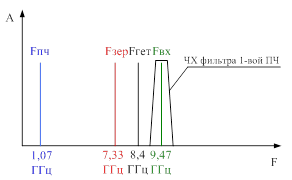 A
Fпч
Fзер Fгет Fвх
ЧХ фильтра 1-вой ПЧ
1,07 7,33 8,4 9,47
ГГц ГГц ГГц ГГц
F